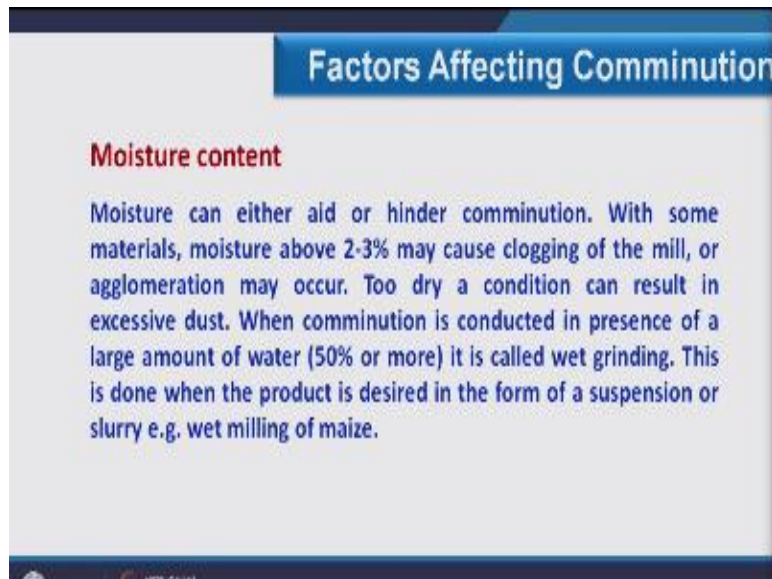 Factors Affecting Comminution
Moisture content
Moisture can either aid or hinder comminution. With some
materials, moisture above 2-3% may cause clogging of the mill, or
agglomeration may occur. Too dry a condition can result in
excessive dust. When comminution is conducted in presence of a
large amount of water (50% or more) it is called wet grinding. This
is done when the product is desired in the form of a suspension or
slurry e.g. wet milling of maize.